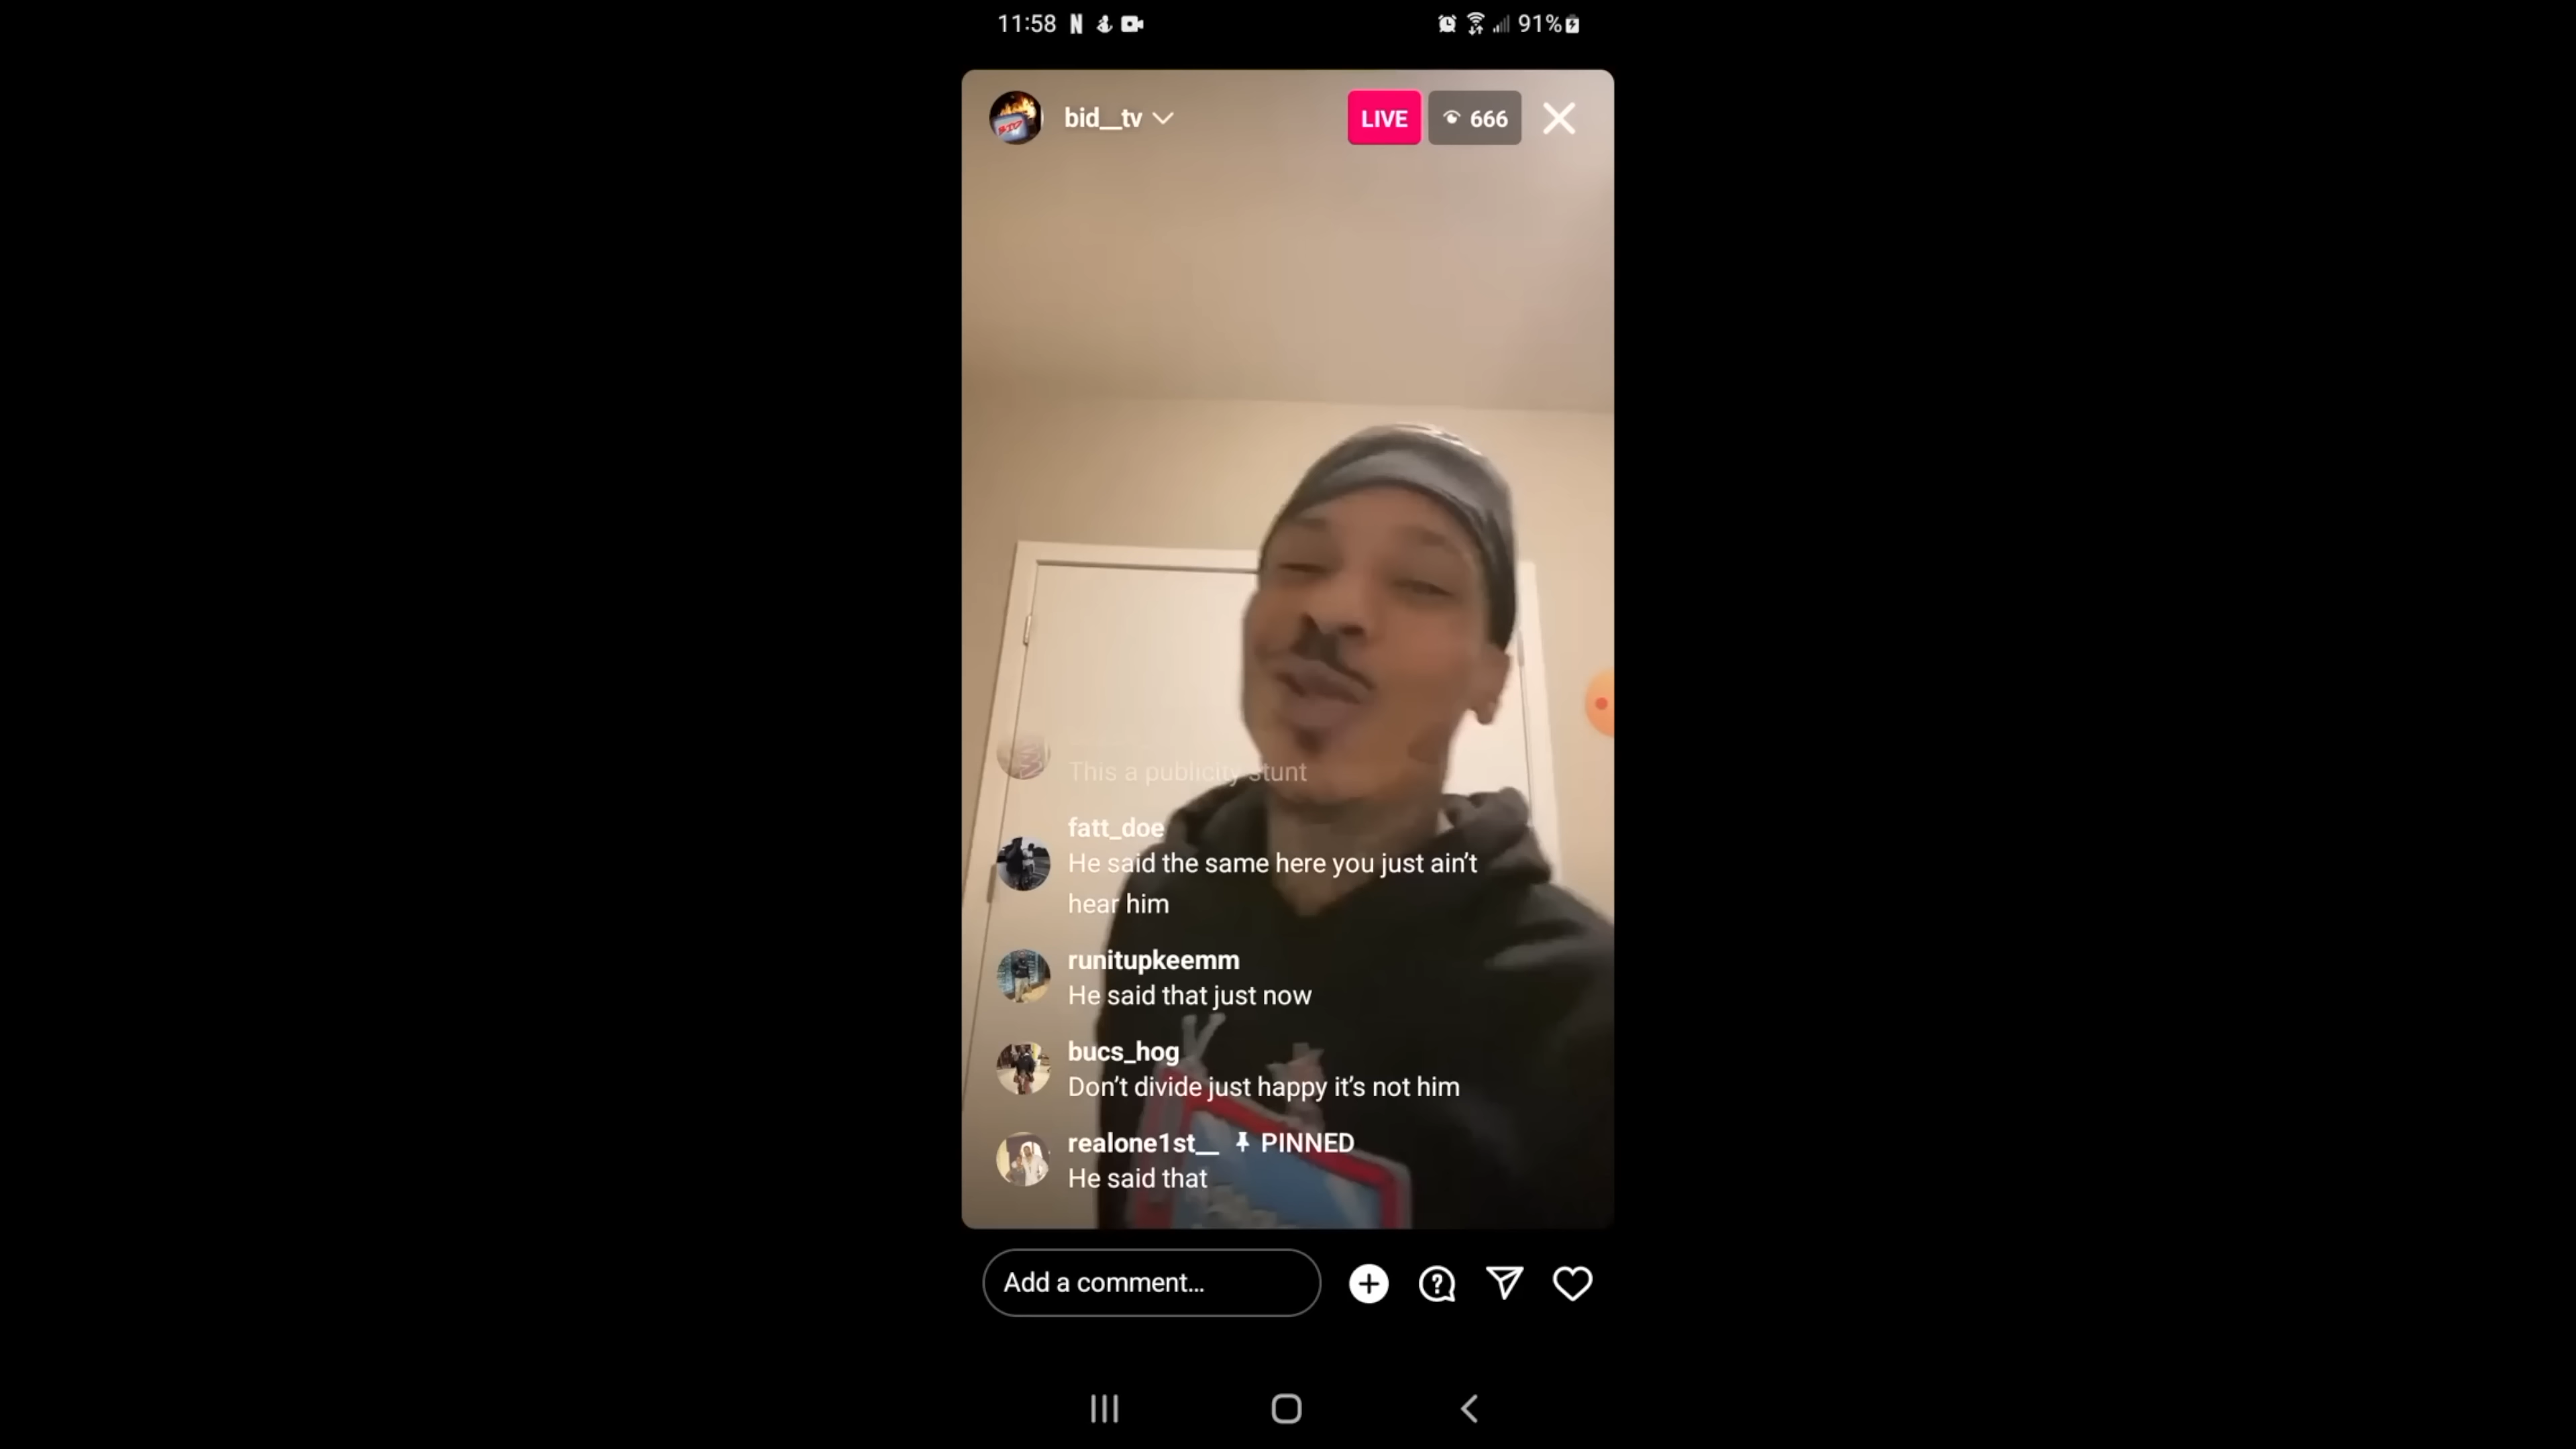 11:58
91%
bid__tv
LIVE
666
This a publicity stunt
fatt_doe
He said the same here you just ain't
hear him
runitupkeemm
He said that just now
bucs_hog
Don't divide just happy it's not him
realone1st__ PINNED
He said that
Add a comment...